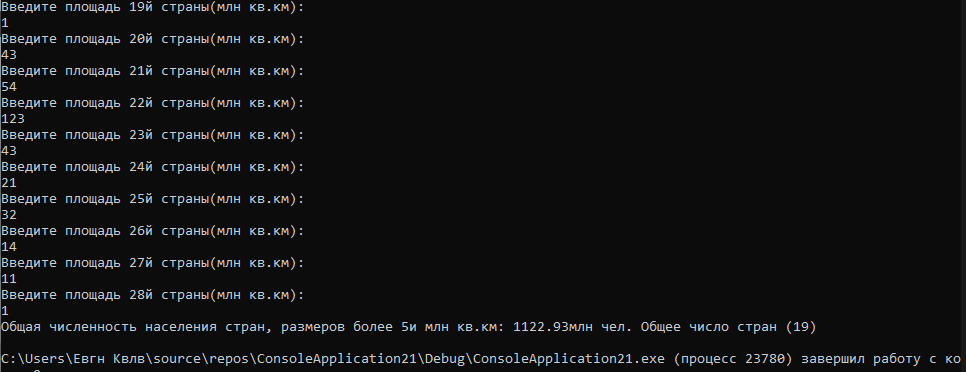 Введите площадь 19й страны(млн кв.км):
1
Введите площадь 20й страны(млн кв.км):
43
Введите площадь 21й страны(млн кв.км):
54
Введите площадь 22й страны(млн кв.км):
123
Введите площадь 23й страны(млн кв.км):
43
Введите площадь 24й страны(млн кв.км):
21
Введите площадь 25й страны(млн кв.км):
32
Введите площадь 26й страны(млн кв.км):
14
Введите площадь 27й страны(млн кв.км):
11
Введите площадь 28й страны(млн кв.км):
1
Общая численность населения стран, размеров более 5и млн кв.км: 1122.93млн чел. Общее число стран (19)
C:\Users\Евгн Квлв\source\repos\ConsoleApplication21\Debug\ConsoleApplication21.exe (процесс 23780) завершил работу с ко